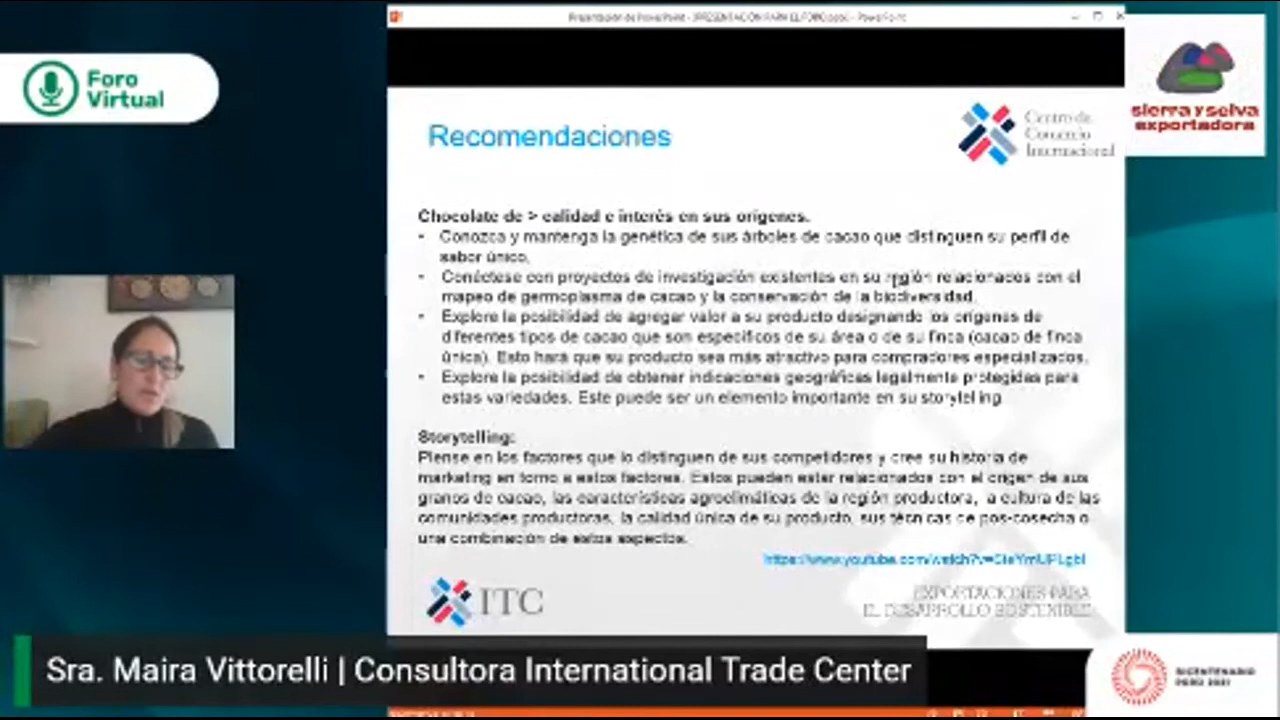 Presentación de PowerPoint - PRESENTACIÓN PARA EL FORO - PowerPoint
Foro
Virtual
sierra y selva
exportadora
Recomendaciones
Centro de
Comercio
Internacional
Chocolate de > calidad e interés en sus orígenes.
• Conozca y mantenga la genética de sus árboles de cacao que distinguen su perfil de
sabor único.
• Conéctese con proyectos de investigación existentes en su región relacionados con el
mapeo de germoplasma de cacao y la conservación de la biodiversidad.
• Explore la posibilidad de agregar valor a su producto designando los orígenes de
diferentes tipos de cacao que son específicos de su área o de su finca (cacao de finca
única). Esto hará que su producto sea más atractivo para compradores especializados.
• Explore la posibilidad de obtener indicaciones geográficas legalmente protegidas para
estas variedades. Este puede ser un elemento importante en su storytelling
Storytelling:
Piense en los factores que lo distinguen de sus competidores y cree su historia de
marketing en torno a estos factores. Estos pueden estar relacionados con el origen de sus
granos de cacao, las características agroclimáticas de la región productora, la cultura de las
comunidades productoras, la calidad única de su producto, sus técnicas de pos-cosecha o
una combinación de estos aspectos.
https://www.youtube.com/watch?v=
ITC
EXPORTACIONES PARA
EL DESARROLLO SOSTENIBLE
Sra. Maira Vittorelli | Consultora International Trade Center
BICENTENARIO
PERÚ 2021